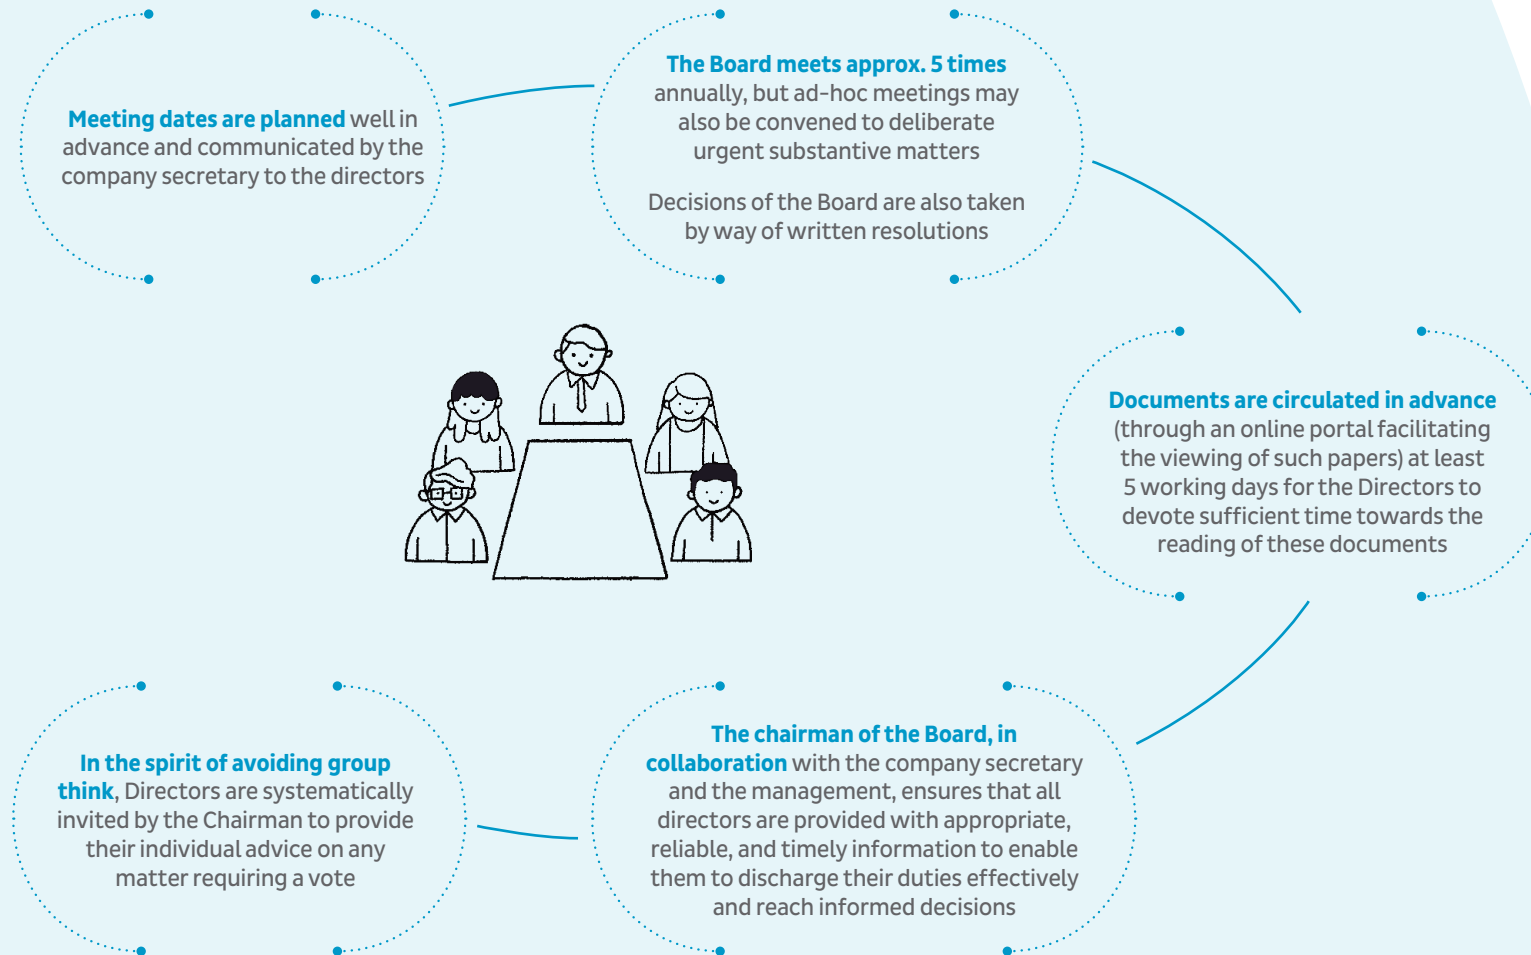 Meeting dates are planned well in
advance and communicated by the
company secretary to the directors
The Board meets approx. 5 times
annually, but ad-hoc meetings may
also be convened to deliberate
urgent substantive matters
Decisions of the Board are also taken
by way of written resolutions
Documents are circulated in advance
(through an online portal facilitating
the viewing of such papers) at least
5 working days for the Directors to
devote sufficient time towards the
reading of these documents
The chairman of the Board, in
collaboration with the company secretary
and the management, ensures that all
directors are provided with appropriate,
reliable, and timely information to enable
them to discharge their duties effectively
and reach informed decisions
In the spirit of avoiding group
think, Directors are systematically
invited by the Chairman to provide
their individual advice on any
matter requiring a vote